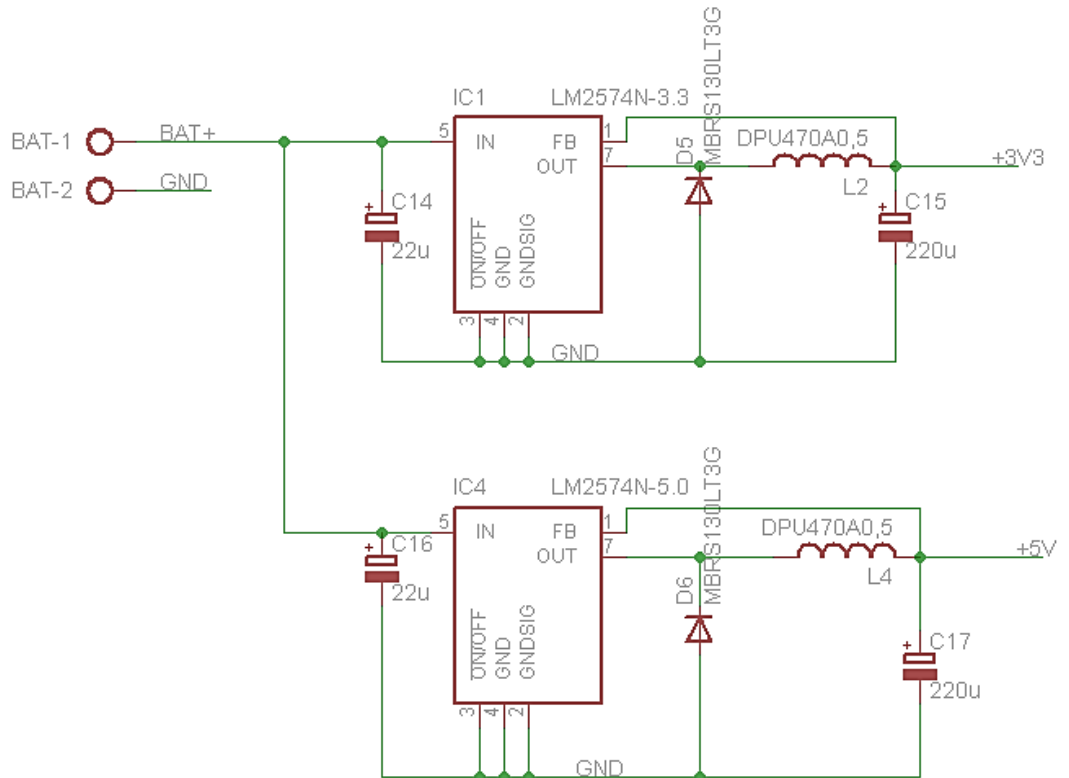 BAT-1
BAT+
BAT-2
GND
IC1
LM2574N-3.3
5
IN
FB
1
OUT
7
ON/OFF
GND
GNDSIG
3
4
2
GND
+
C14
22u
D5
MBRS130LT3G
DPU470A0,5
L2
+3V3
+
C15
220u
IC4
LM2574N-5.0
5
IN
FB
1
OUT
7
ON/OFF
GND
GNDSIG
3
4
2
GND
+
C16
22u
D6
MBRS130LT3G
DPU470A0,5
L4
+5V
+
C17
220u